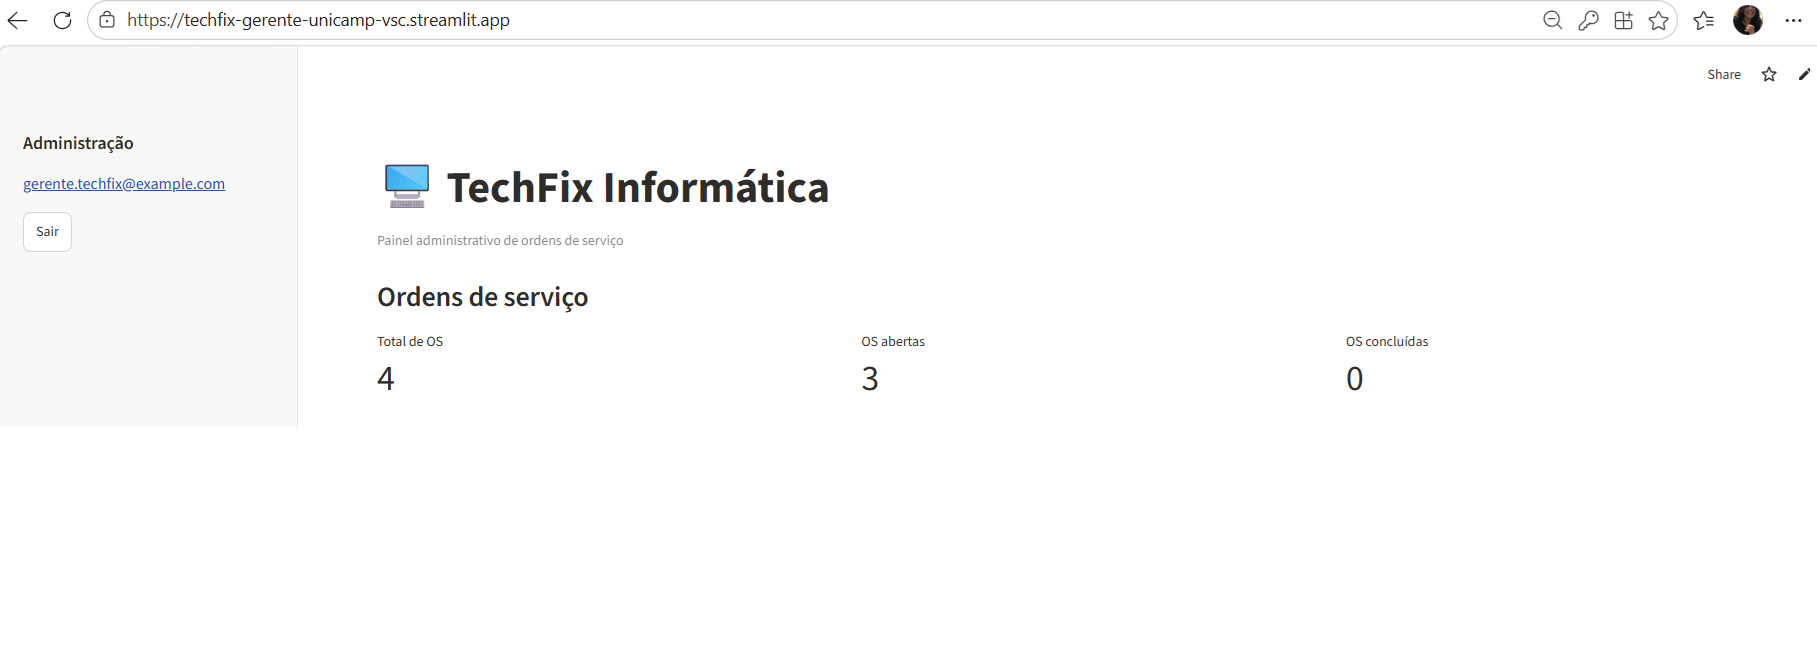 https://techfix-gerente-unicamp-vsc.streamlit.app
Share
Administração
gerente.techfix@example.com
Sair
TechFix Informática
Painel administrativo de ordens de serviço
Ordens de serviço
Total de OS
OS abertas
OS concluídas
4
3
0